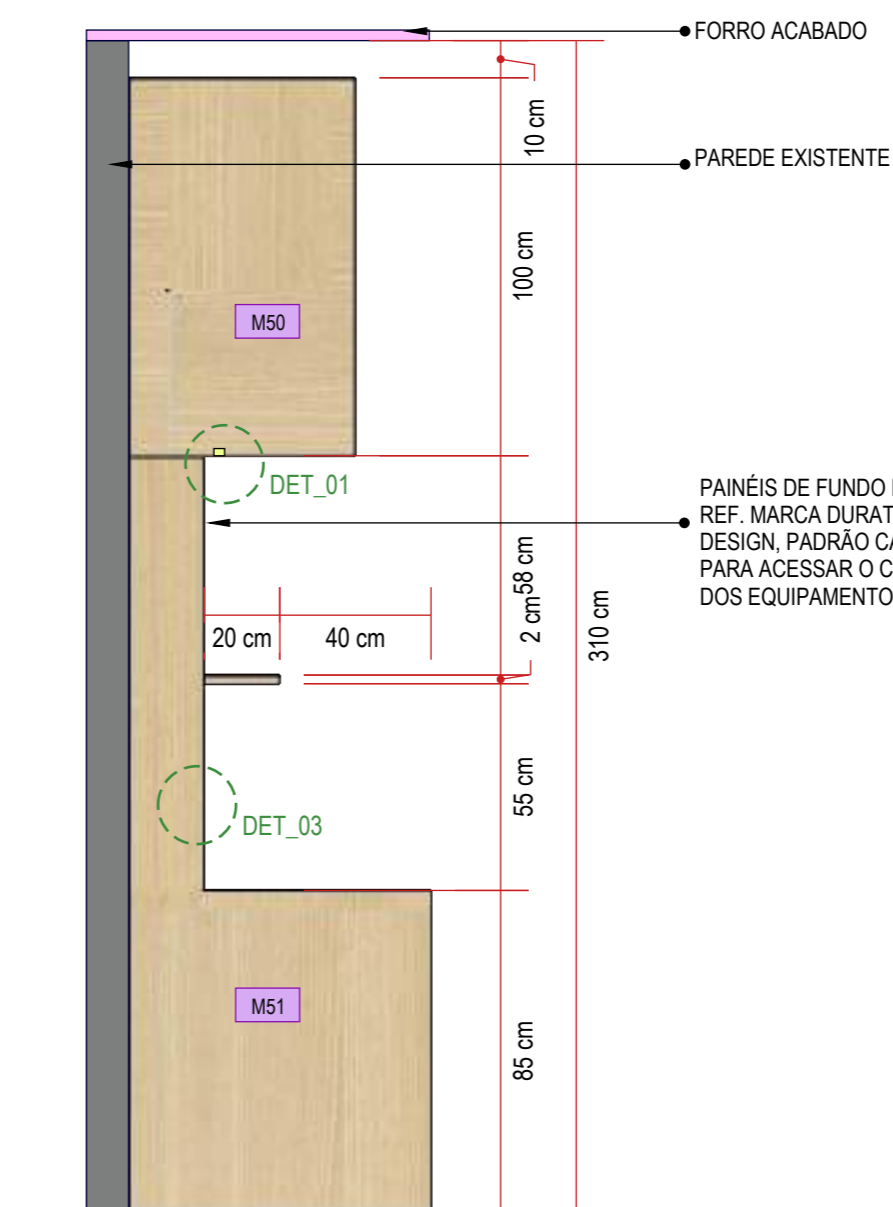 FORRO ACABADO
10 cm
PAREDE EXISTENTE
100 cm
M50
DET_01
PAINÉIS DE FUNDO
REF. MARCA DURAT
DESIGN, PADRÃO CA
PARA ACESSAR O C
DOS EQUIPAMENTO
58 cm
2 cm
310 cm
20 cm
40 cm
55 cm
DET_03
M51
85 cm